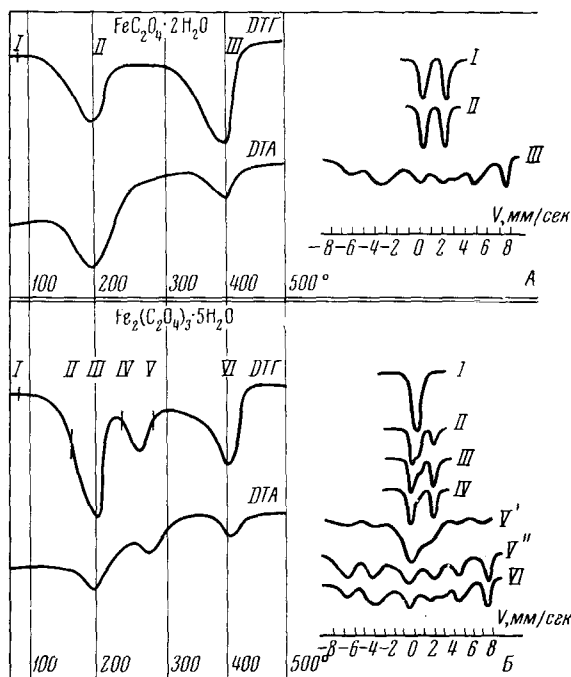 FeC₂O₄·2H₂O
ДТГ
I
II
III
DTA
100
200
300
400
500°
I
II
III
V, мм/сек
-8 -6 -4 -2 0 2 4 6 8
А
Fe₂(C₂O₄)₃·5H₂O
I
II
III
IV
V
ДТГ
VI
DTA
100
200
300
400
500°
I
II
III
IV
V'
V"
VI
V, мм/сек
-8 -6 -4 -2 0 2 4 6 8
Б